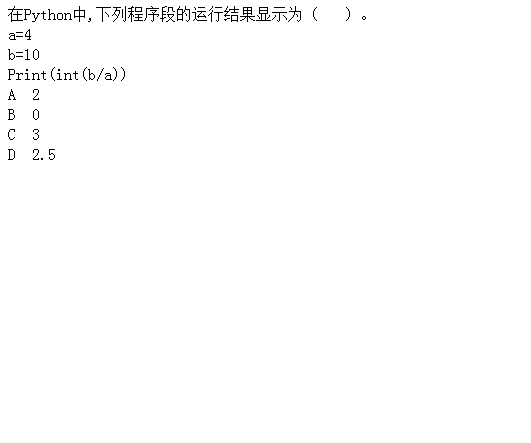 在Python中,下列程序段的运行结果显示为（   ）。
a=4
b=10
Print(int(b/a))
A  2
B  0
C  3
D  2.5